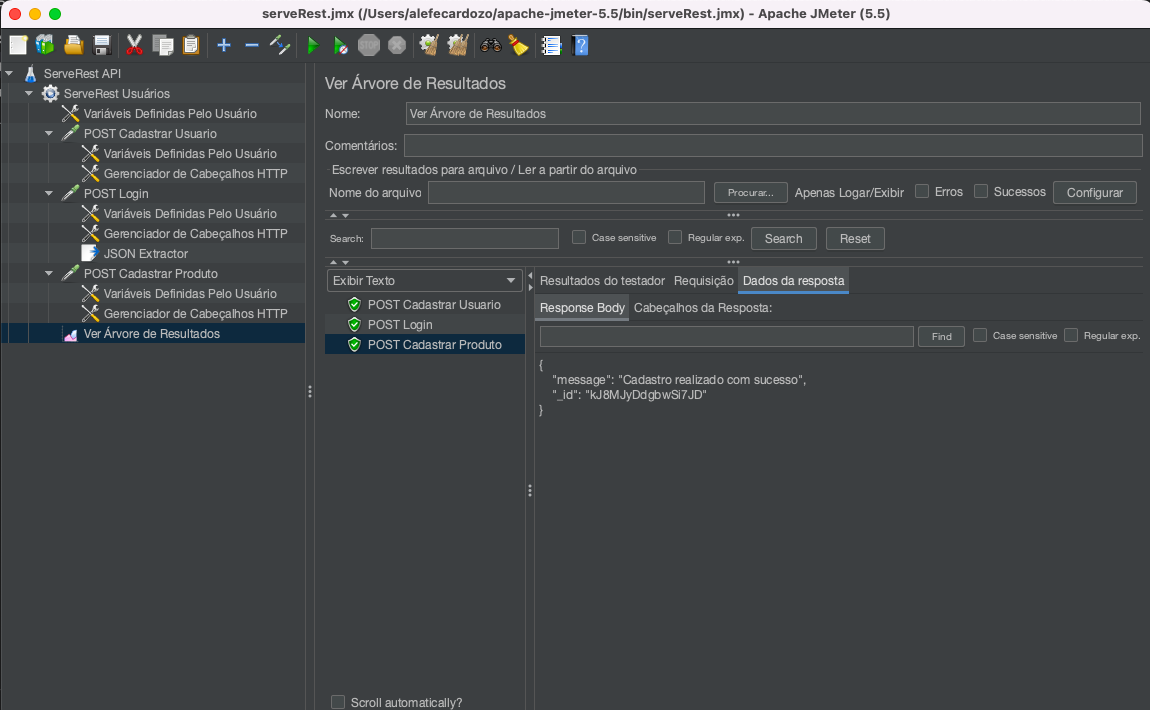 serveRest.jmx (/Users/alefecardozo/apache-jmeter-5.5/bin/serveRest.jmx) - Apache JMeter (5.5)
STOP
?
ServeRest API
ServeRest Usuários
Variáveis Definidas Pelo Usuário
POST Cadastrar Usuario
Variáveis Definidas Pelo Usuário
Gerenciador de Cabeçalhos HTTP
POST Login
Variáveis Definidas Pelo Usuário
Gerenciador de Cabeçalhos HTTP
JSON Extractor
POST Cadastrar Produto
Variáveis Definidas Pelo Usuário
Gerenciador de Cabeçalhos HTTP
Ver Árvore de Resultados
Ver Árvore de Resultados
Nome: Ver Árvore de Resultados
Comentários:
Escrever resultados para arquivo / Ler a partir do arquivo
Nome do arquivo Procurar... Apenas Logar/Exibir Erros Sucessos Configurar
Search: Case sensitive Regular exp. Search Reset
Exibir Texto
POST Cadastrar Usuario
POST Login
POST Cadastrar Produto
Scroll automatically?
Resultados do testador Requisição Dados da resposta
Response Body Cabeçalhos da Resposta:
Find Case sensitive Regular exp.
{
"message": "Cadastro realizado com sucesso",
"_id": "kJ8MJyDdgbwSi7JD"
}